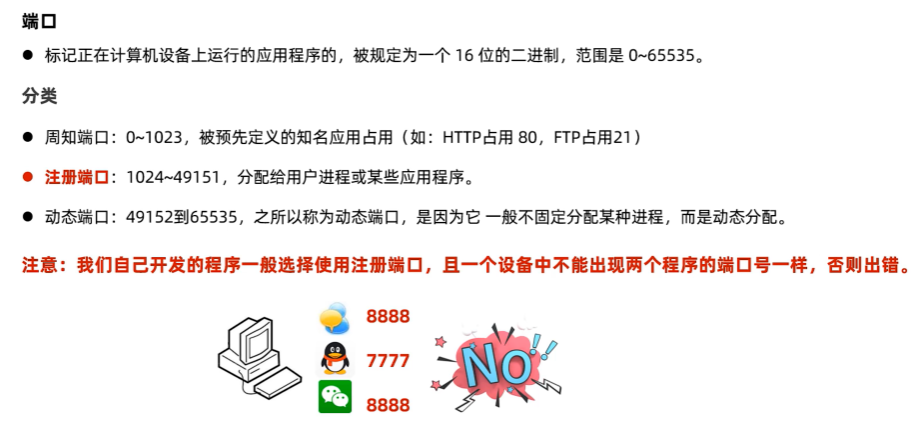 端口
● 标记正在计算机设备上运行的应用程序的，被规定为一个 16 位的二进制，范围是 0~65535。
分类
● 周知端口：0~1023，被预先定义的知名应用占用（如：HTTP占用 80，FTP占用21）
● 注册端口：1024~49151，分配给用户进程或某些应用程序。
● 动态端口：49152到65535，之所以称为动态端口，是因为它 一般不固定分配某种进程，而是动态分配。
注意：我们自己开发的程序一般选择使用注册端口，且一个设备中不能出现两个程序的端口号一样，否则出错。
8888
7777
NO!!
8888